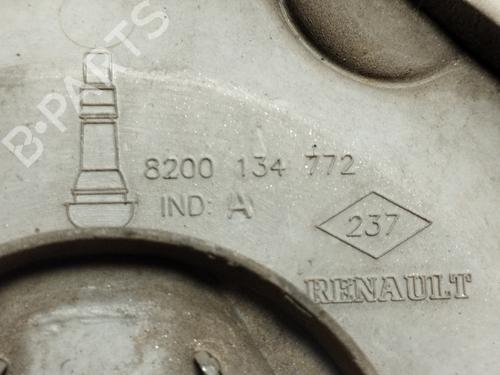 B-PARTS
8200 134 772
IND: A
237
RENAULT